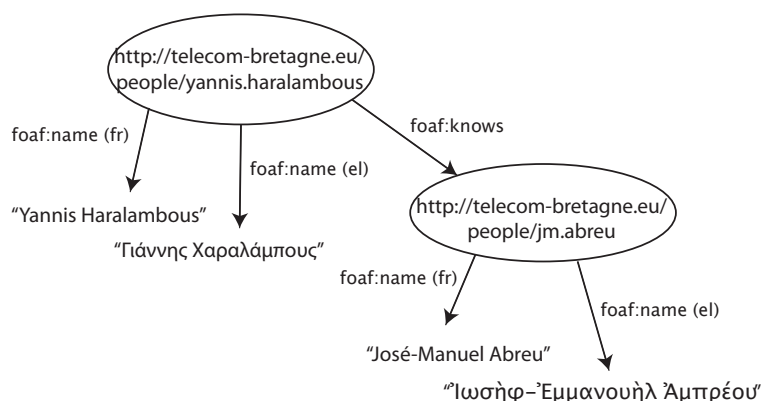 http://telecom-bretagne.eu/
people/yannis.haralambous
foaf:name (fr)
foaf:knows
foaf:name (el)
“Yannis Haralambous”
“Γιάννης Χαραλάμπους”
http://telecom-bretagne.eu/
people/jm.abreu
foaf:name (fr)
foaf:name (el)
“José-Manuel Abreu”
“Ἰωσὴφ–Ἐμμανουὴλ Ἀμπρέου”